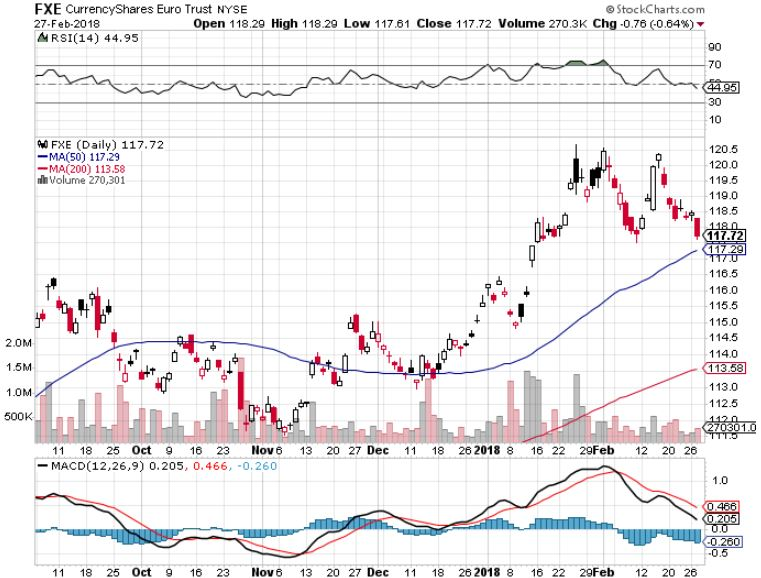 FXE CurrencyShares Euro Trust NYSE © StockCharts.com
27-Feb-2018 Open 118.29 High 118.29 Low 117.61 Close 117.72 Volume 270.3K Chg -0.76 (-0.64%)
RSI(14) 44.95
90
70
50
44.95
30
10
FXE (Daily) 117.72
MA(50) 117.29
MA(200) 113.58
Volume 270,301
120.5
120.0
119.5
119.0
118.5
118.0
117.72
117.29
117.0
116.5
116.0
115.5
115.0
114.5
114.0
113.58
113.0
112.5
112.0
270301.0
111.5
2.0M
1.5M
1.0M
500K
11 18 25 Oct 9 16 23 Nov 6 13 20 27 Dec 11 18 26 2018 8 16 22 29 Feb 12 20 26
MACD(12,26,9) 0.205, 0.466, -0.260
1.0
0.466
0.205
0.0
-0.260
-0.5
11 18 25 Oct 9 16 23 Nov 6 13 20 27 Dec 11 18 26 2018 8 16 22 29 Feb 12 20 26